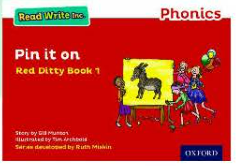 Read Write Inc.
Phonics
Pin it on
Red Ditty Book 1
Story by Gill Munton
Illustrated by Tim Archbold
Series developed by Ruth Miskin
OXFORD